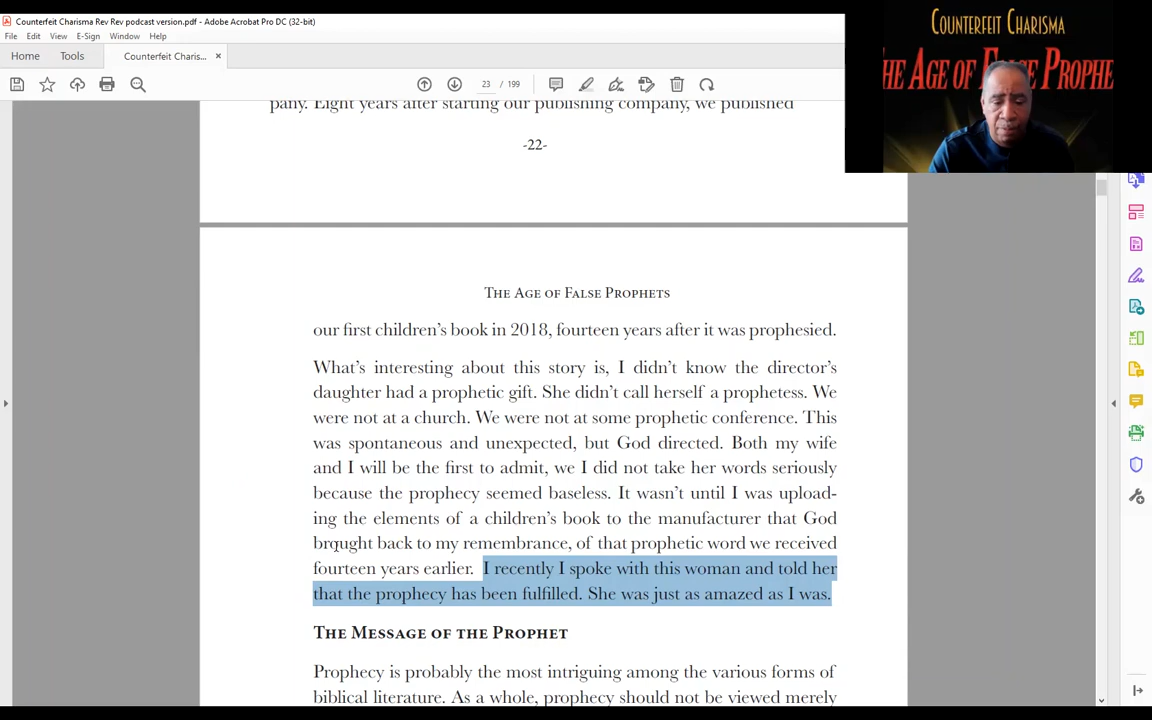 Counterfeit Charisma Rev Rev podcast version.pdf - Adobe Acrobat Pro DC (32-bit)
File Edit View E-Sign Window Help
Home Tools Counterfeit Charis... ×
23 / 199
pany. Eight years after starting our publishing company, we published
-22-
The Age of False Prophets
our first children's book in 2018, fourteen years after it was prophesied.
What's interesting about this story is, I didn't know the director's
daughter had a prophetic gift. She didn't call herself a prophetess. We
were not at a church. We were not at some prophetic conference. This
was spontaneous and unexpected, but God directed. Both my wife
and I will be the first to admit, we I did not take her words seriously
because the prophecy seemed baseless. It wasn't until I was upload-
ing the elements of a children's book to the manufacturer that God
brought back to my remembrance, of that prophetic word we received
fourteen years earlier. I recently I spoke with this woman and told her
that the prophecy has been fulfilled. She was just as amazed as I was.
The Message of the Prophet
Prophecy is probably the most intriguing among the various forms of
biblical literature. As a whole, prophecy should not be viewed merely
Counterfeit Charisma
HE AGE OF FALSE PROPHE